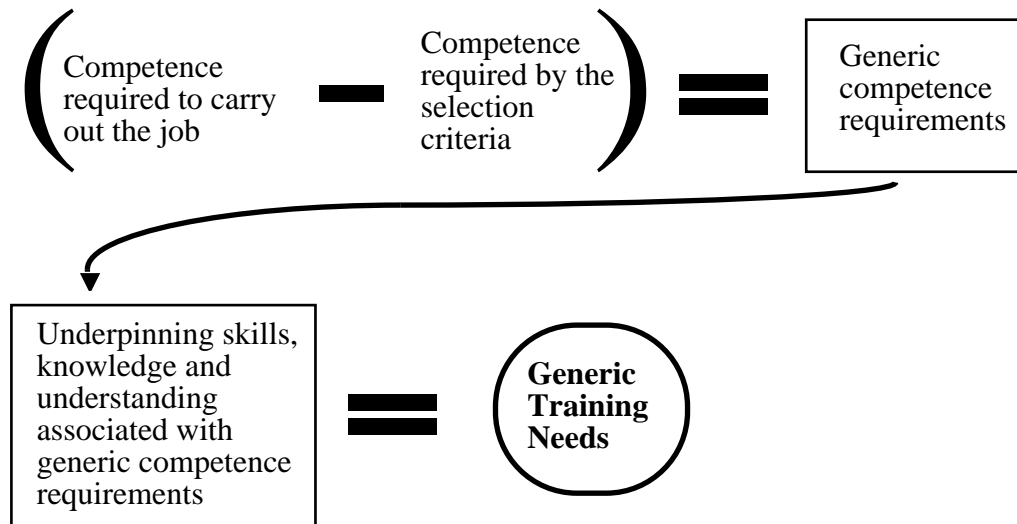 Competence
required to carry
out the job
Competence
required by the
selection
criteria
Generic
competence
requirements
Underpinning skills,
knowledge and
understanding
associated with
generic competence
requirements
Generic
Training
Needs